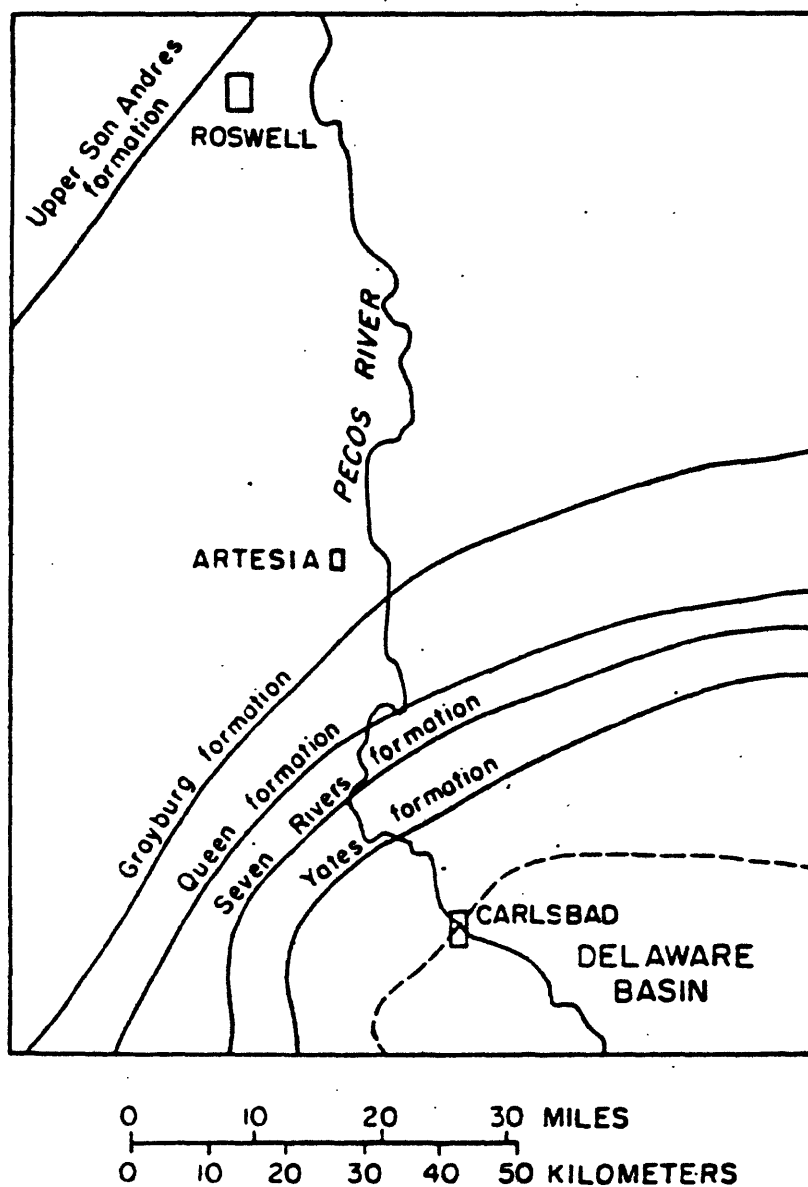 Upper San Andres
formation
ROSWELL
PECOS RIVER
ARTESIA
Grayburg formation
Queen formation
Seven Rivers formation
Yates formation
CARLSBAD
DELAWARE
BASIN
0 10 20 30 MILES
0 10 20 30 40 50 KILOMETERS